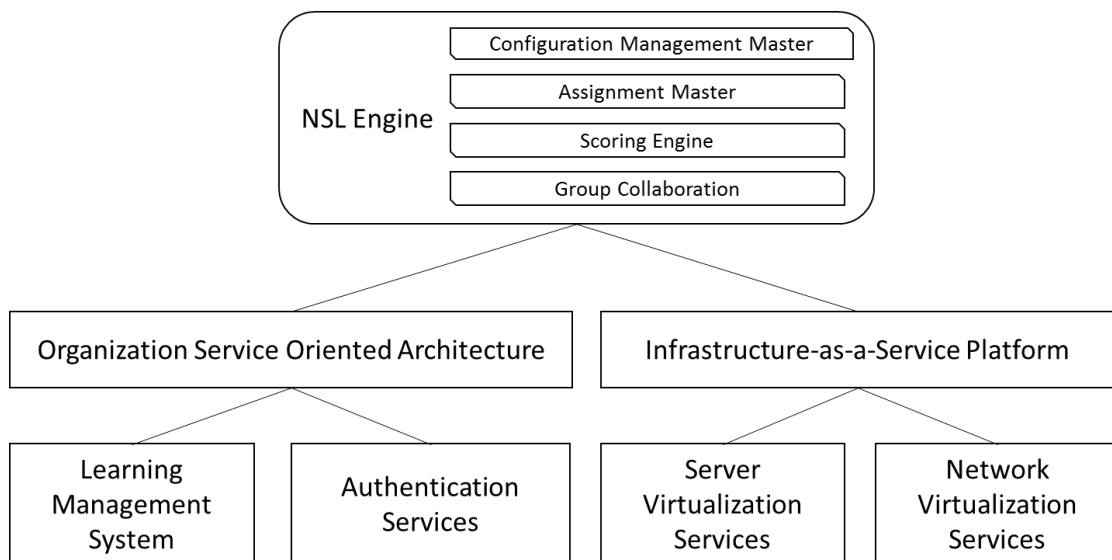 Configuration Management Master
NSL Engine
Assignment Master
Scoring Engine
Group Collaboration
Organization Service Oriented Architecture
Infrastructure-as-a-Service Platform
Learning
Management
System
Authentication
Services
Server
Virtualization
Services
Network
Virtualization
Services